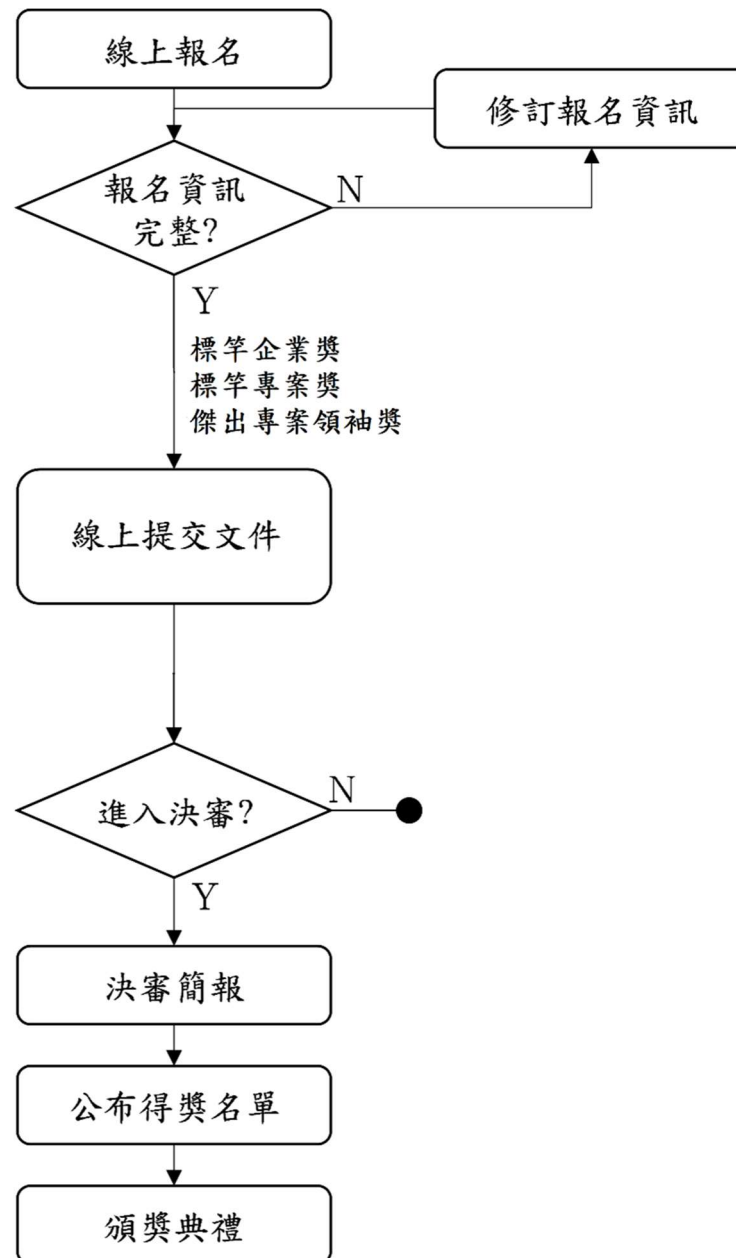 線上報名
修訂報名資訊
報名資訊
完整?
N
Y
標竿企業獎
標竿專案獎
傑出專案領袖獎
線上提交文件
進入決審?
N
Y
決審簡報
公布得獎名單
頒獎典禮